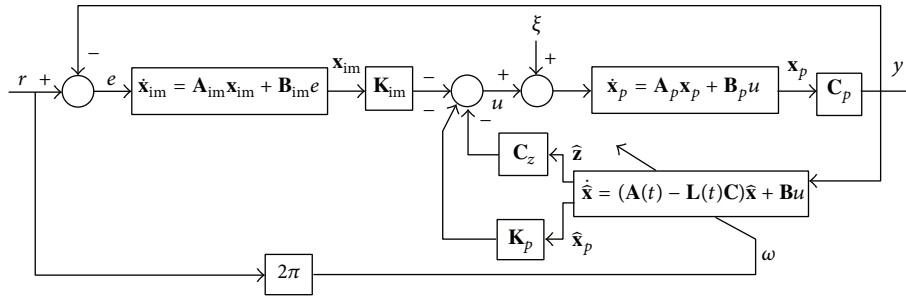 −
r + e ẋ_im = A_im x_im + B_im e x_im K_im − − + u ξ + ẋ_p = A_p x_p + B_p u x_p C_p y
− C_z ẑ
x̂̇ = (A(t) − L(t)C)x̂ + Bu
K_p x̂_p ω
2π